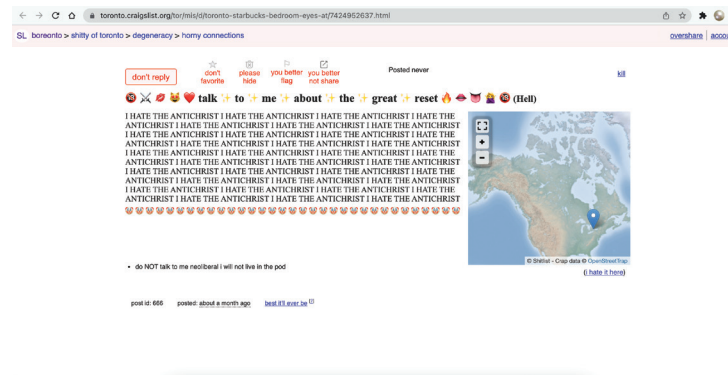 toronto.craigslist.org/tor/mis/d/toronto-starbucks-bedroom-eyes-at/7424952637.html
SL boreonto > shitty of toronto > degeneracy > horny connections
overshare accou
don't reply
don't favorite
please hide
you better flag
you better not share
Posted never
kill
🔞 ⚔️ 💋 😻 ❤️ talk ✨ to ✨ me ✨ about ✨ the ✨ great ✨ reset 🔥 🫦 👅 🙇‍♀️ 🔞 (Hell)
I HATE THE ANTICHRIST I HATE THE ANTICHRIST I HATE THE ANTICHRIST I HATE THE
ANTICHRIST I HATE THE ANTICHRIST I HATE THE ANTICHRIST I HATE THE ANTICHRIST
I HATE THE ANTICHRIST I HATE THE ANTICHRIST I HATE THE ANTICHRIST I HATE THE
ANTICHRIST I HATE THE ANTICHRIST I HATE THE ANTICHRIST I HATE THE ANTICHRIST
I HATE THE ANTICHRIST I HATE THE ANTICHRIST I HATE THE ANTICHRIST I HATE THE
ANTICHRIST I HATE THE ANTICHRIST I HATE THE ANTICHRIST I HATE THE ANTICHRIST
I HATE THE ANTICHRIST I HATE THE ANTICHRIST I HATE THE ANTICHRIST I HATE THE
ANTICHRIST I HATE THE ANTICHRIST I HATE THE ANTICHRIST I HATE THE ANTICHRIST
I HATE THE ANTICHRIST I HATE THE ANTICHRIST I HATE THE ANTICHRIST I HATE THE
ANTICHRIST I HATE THE ANTICHRIST I HATE THE ANTICHRIST I HATE THE ANTICHRIST
© Shitlist - Crap data © OpenStreetTrap
(i hate it here)
• do NOT talk to me neoliberal i will not live in the pod
post id: 666
posted: about a month ago
best it'll ever be